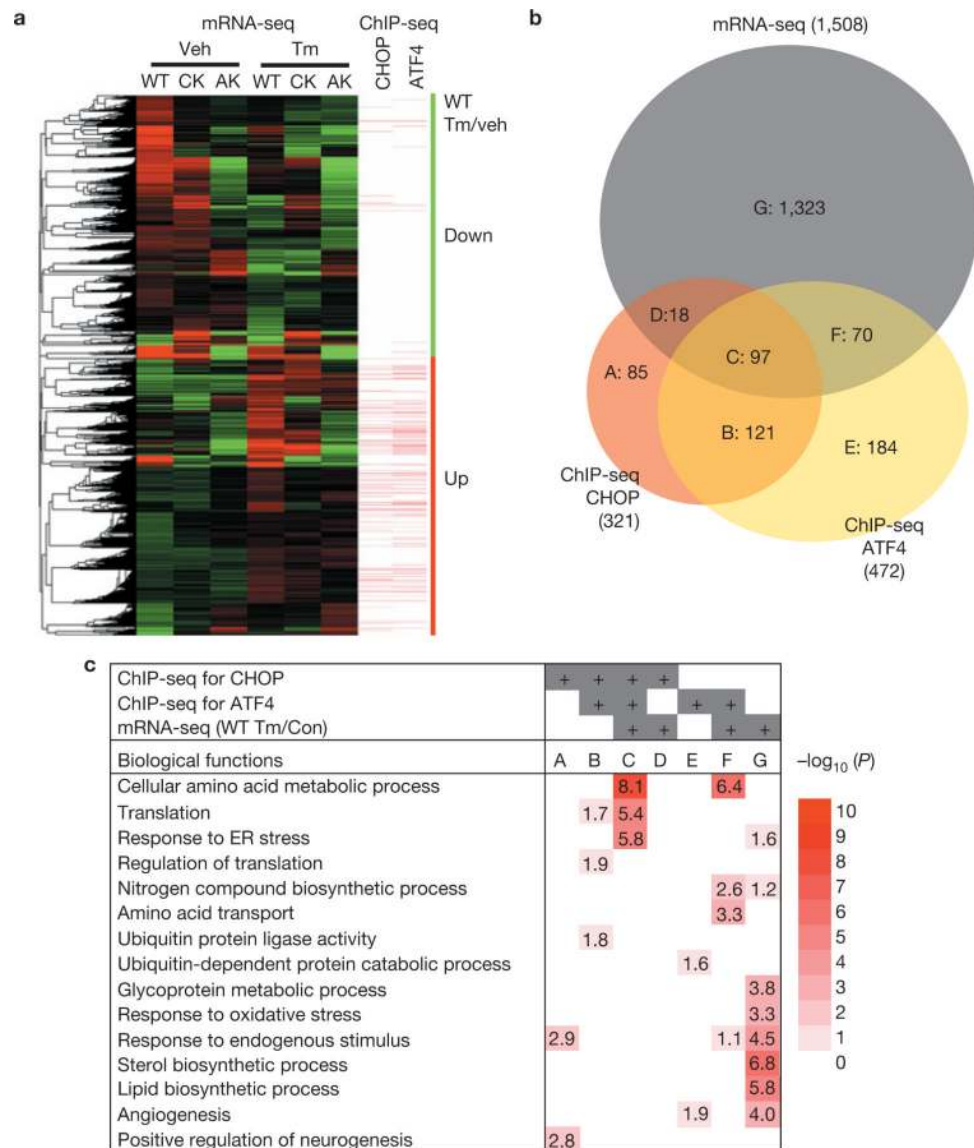 a
mRNA-seq ChIP-seq
Veh Tm CHOP ATF4
WT CK AK WT CK AK
WT
Tm/veh
Down
Up
b
mRNA-seq (1,508)
G: 1,323
D:18
F: 70
C: 97
A: 85
B: 121
E: 184
ChIP-seq
CHOP
(321)
ChIP-seq
ATF4
(472)
c
ChIP-seq for CHOP + + + +
ChIP-seq for ATF4 + + + +
mRNA-seq (WT Tm/Con) + + + +
Biological functions A B C D E F G
Cellular amino acid metabolic process 8.1 6.4
Translation 1.7 5.4
Response to ER stress 5.8 1.6
Regulation of translation 1.9
Nitrogen compound biosynthetic process 2.6 1.2
Amino acid transport 3.3
Ubiquitin protein ligase activity 1.8
Ubiquitin-dependent protein catabolic process 1.6
Glycoprotein metabolic process 3.8
Response to oxidative stress 3.3
Response to endogenous stimulus 2.9 1.1 4.5
Sterol biosynthetic process 6.8
Lipid biosynthetic process 5.8
Angiogenesis 1.9 4.0
Positive regulation of neurogenesis 2.8
–log10 (P)
10
9
8
7
6
5
4
3
2
1
0